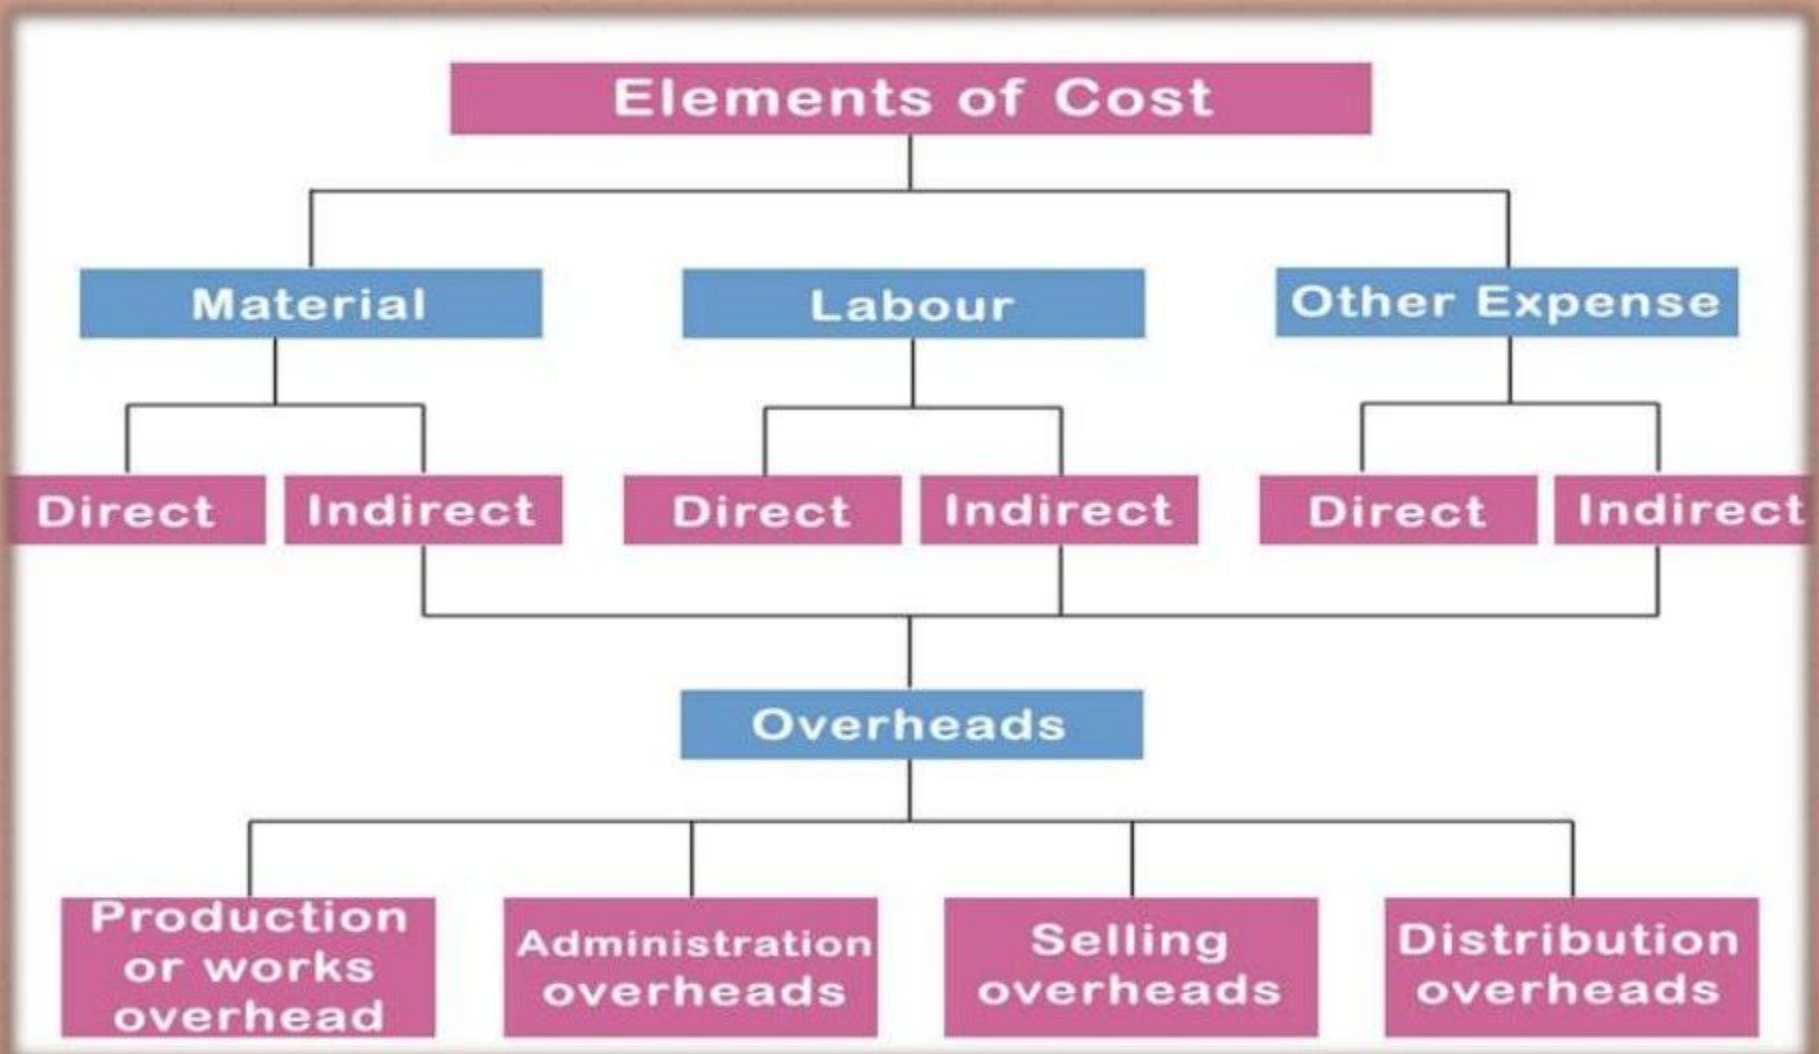 Elements of Cost
Material
Labour
Other Expense
Direct
Indirect
Direct
Indirect
Direct
Indirect
Overheads
Production
or works
overhead
Administration
overheads
Selling
overheads
Distribution
overheads